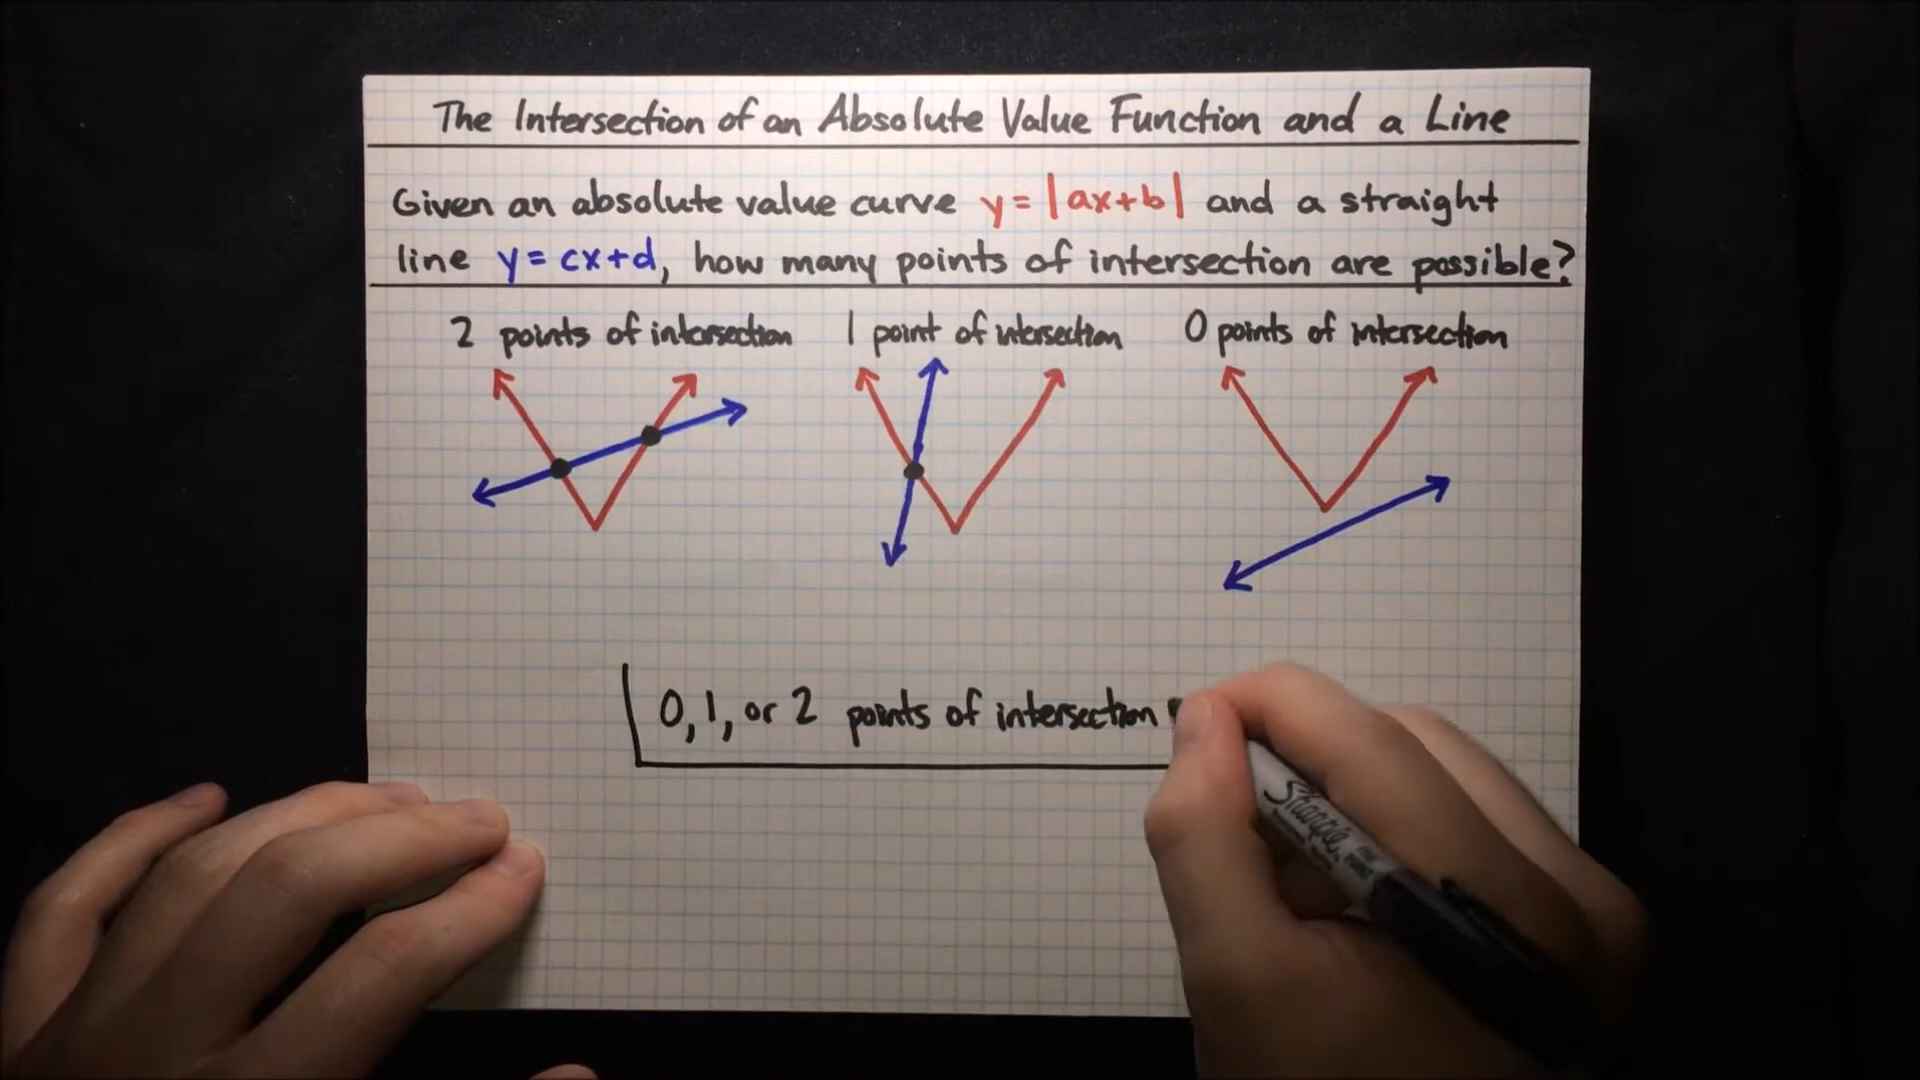 The Intersection of an Absolute Value Function and a Line
Given an absolute value curve y = |ax+b| and a straight
line y = cx+d, how many points of intersection are possible?
2 points of intersection 1 point of intersection 0 points of intersection
0, 1, or 2 points of intersection
Sharpie